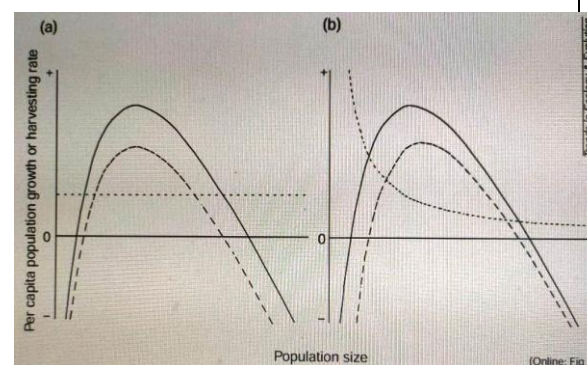 (a)
(b)
Per capita population growth or harvesting rate
+
0
−
+
0
−
Population size
(Online: Fig